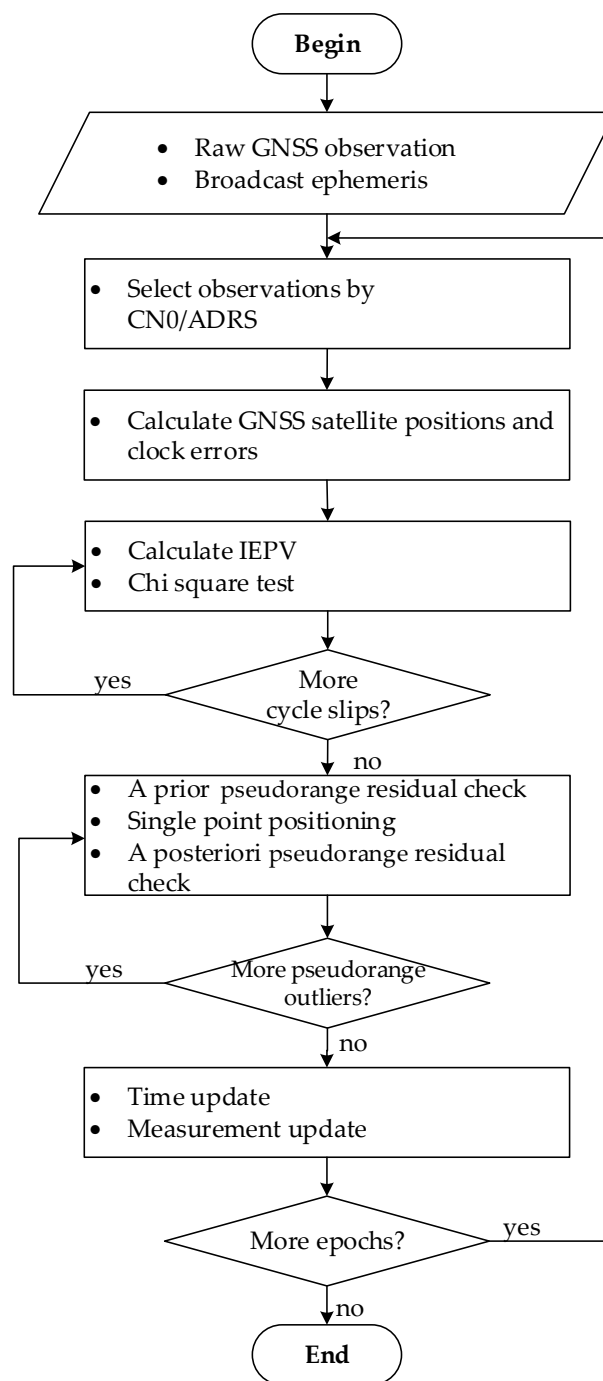 Begin
• Raw GNSS observation
• Broadcast ephemeris
• Select observations by
CN0/ADRS
• Calculate GNSS satellite positions and
clock errors
• Calculate IEPV
• Chi square test
yes
More
cycle slips?
no
• A prior pseudorange residual check
• Single point positioning
• A posteriori pseudorange residual
check
yes
More pseudorange
outliers?
no
• Time update
• Measurement update
More epochs?
yes
no
End